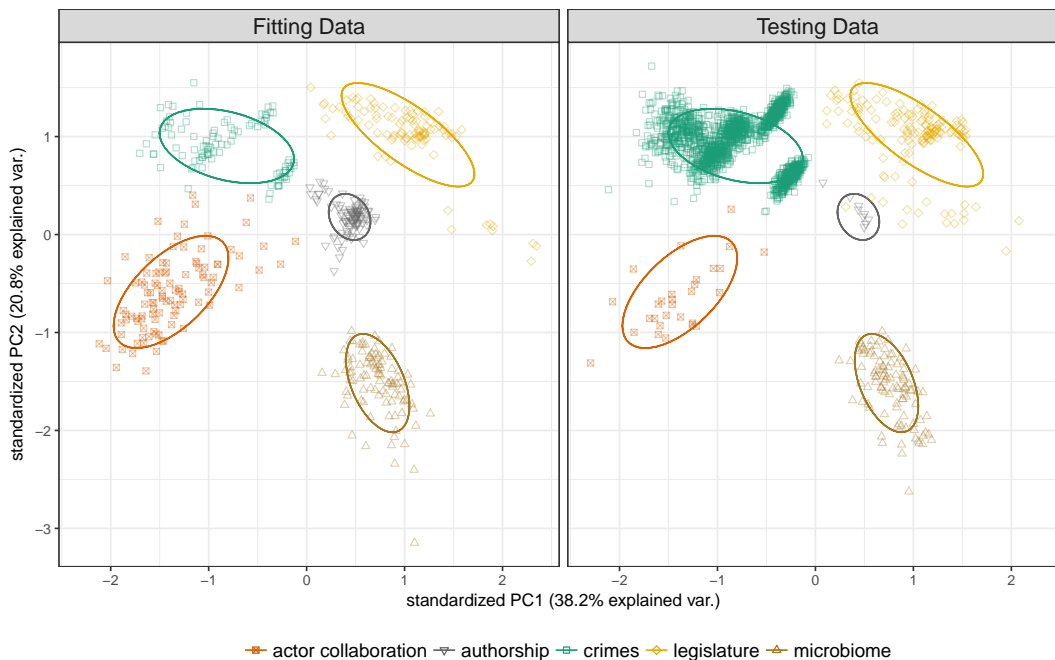 Fitting Data
Testing Data
standardized PC2 (20.8% explained var.)
1
0
−1
−2
−3
−2 −1 0 1 2
−2 −1 0 1 2
standardized PC1 (38.2% explained var.)
actor collaboration authorship crimes legislature microbiome